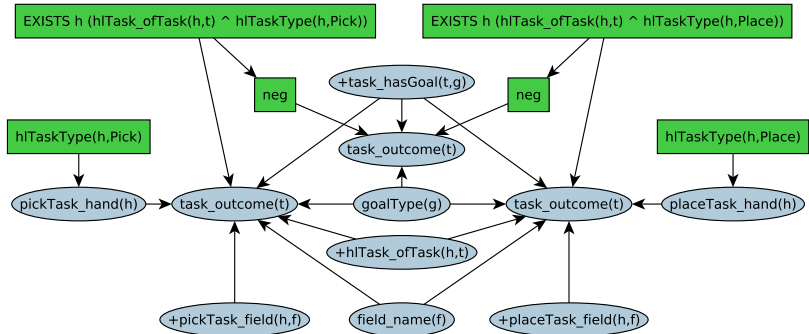 EXISTS h (hlTask_ofTask(h,t) ^ hlTaskType(h,Pick))
EXISTS h (hlTask_ofTask(h,t) ^ hlTaskType(h,Place))
+task_hasGoal(t,g)
neg
neg
hlTaskType(h,Pick)
task_outcome(t)
hlTaskType(h,Place)
pickTask_hand(h)
task_outcome(t)
goalType(g)
task_outcome(t)
placeTask_hand(h)
+hlTask_ofTask(h,t)
+pickTask_field(h,f)
field_name(f)
+placeTask_field(h,f)